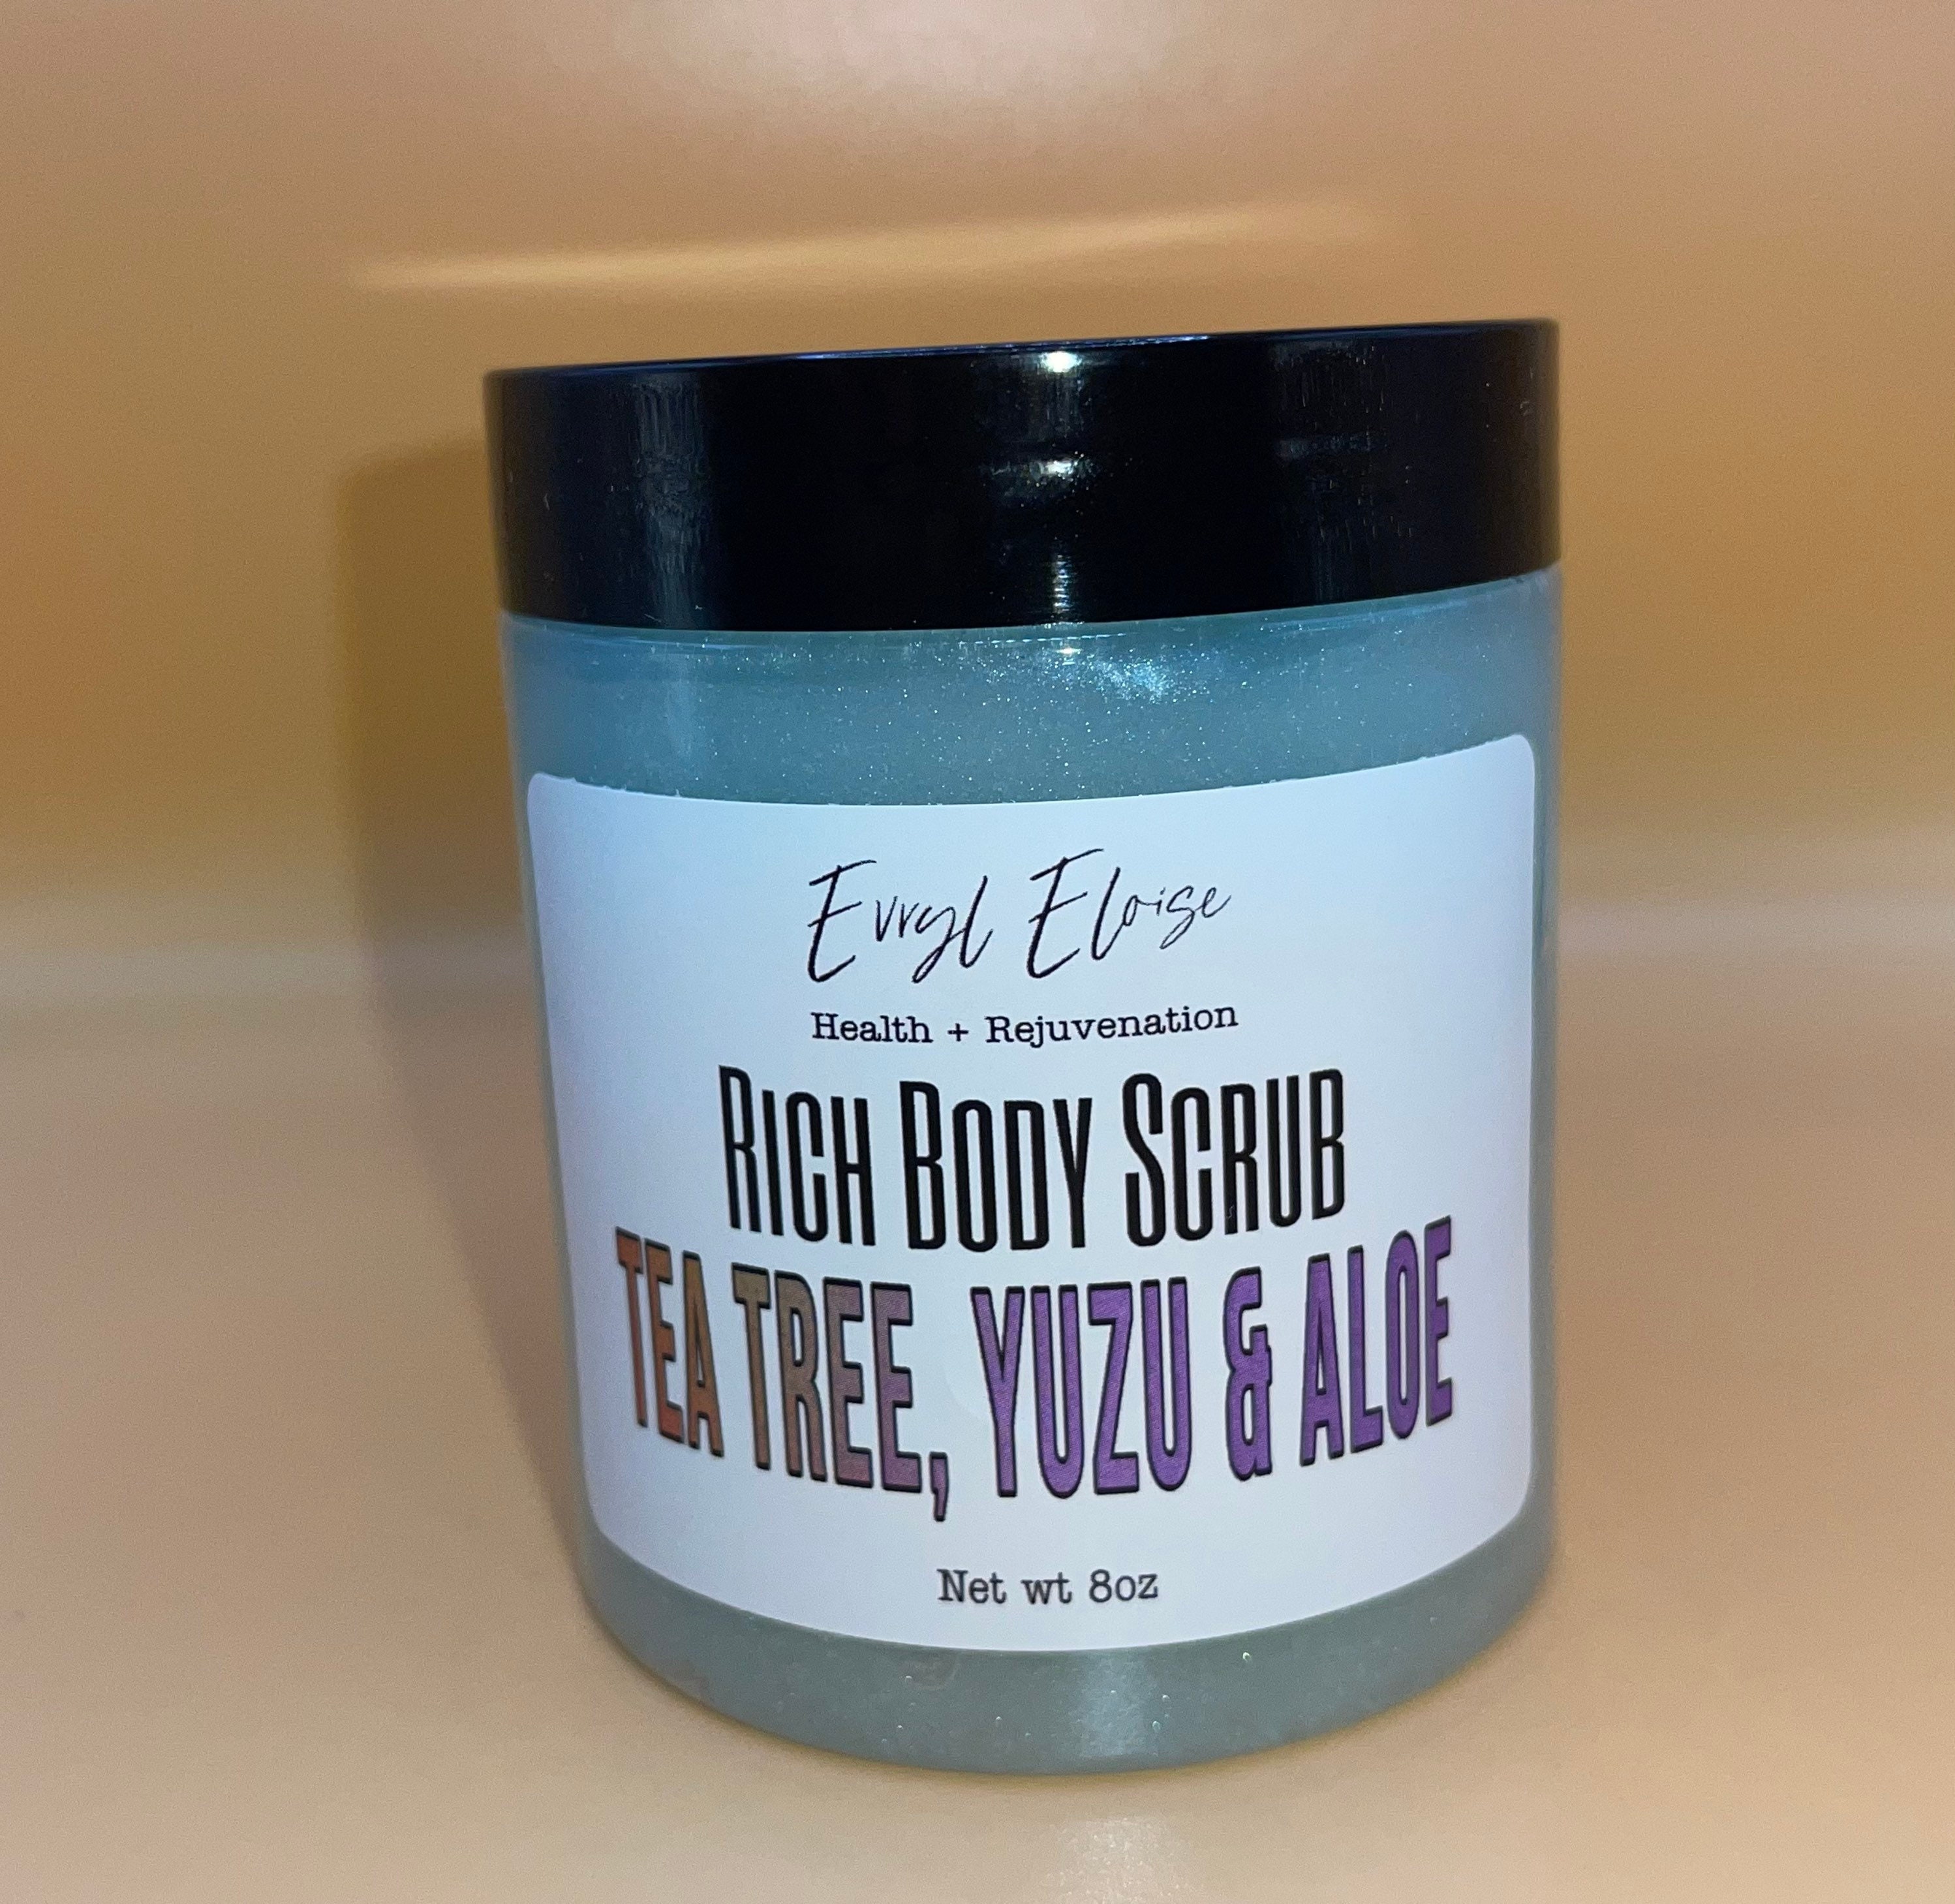 Evryl Eloise
Health + Rejuvenation
Rich Body Scrub
TEA TREE, YUZU & ALOE
Net wt 8oz